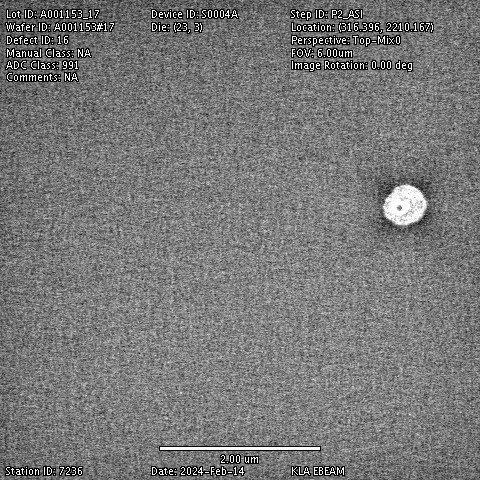 Lot ID: A001153_17
Wafer ID: A001153#17
Defect ID: 16
Manual Class: NA
ADC Class: 991
Comments: NA
Device ID: S0004A
Die: (23, 3)
Step ID: P2_ASI
Location: (316.396, 2210.167)
Perspective: Top-Mix0
FOV: 6.00um
Image Rotation: 0.00 deg
2.00 um
Station ID: 7236
Date: 2024-Feb-14
KLA EBEAM